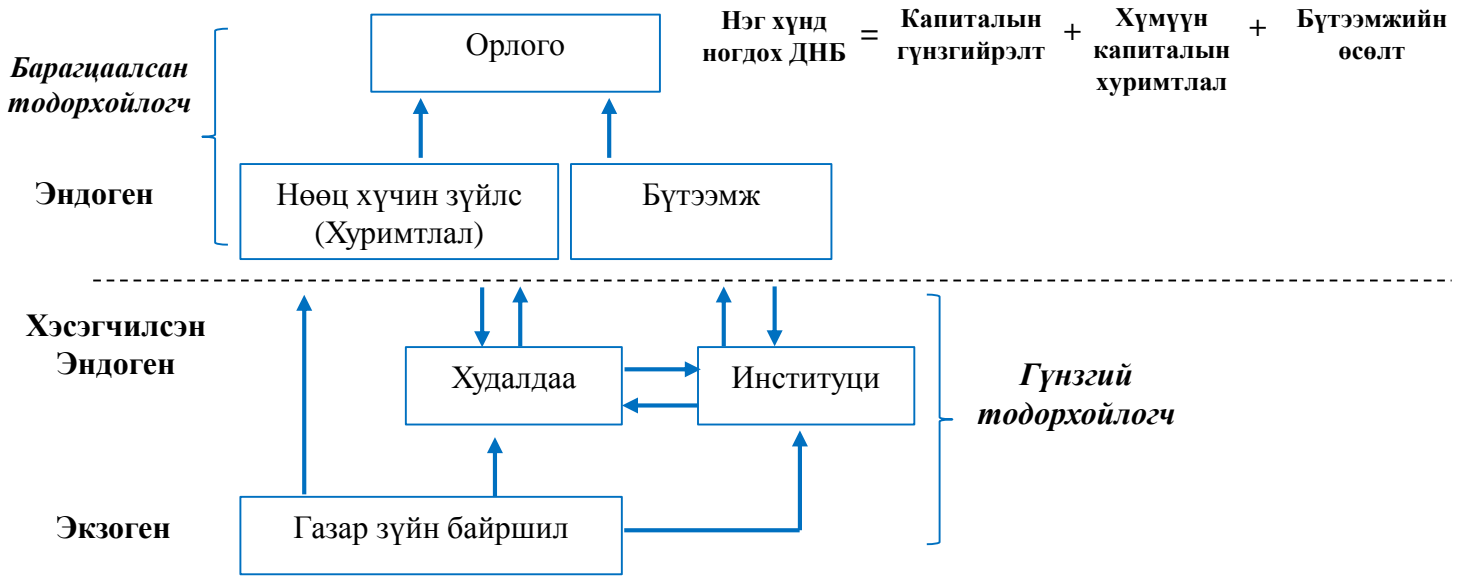 Нэг хүнд
ногдох ДНБ
=
Капиталын
гүнзгийрэлт
+
Хүмүүн
капиталын
хуримтлал
+
Бүтээмжийн
өсөлт
Орлого
Барагцаалсан
тодорхойлогч
Эндоген
Нөөц хүчин зүйлс
(Хуримтлал)
Бүтээмж
Хэсэгчилсэн
Эндоген
Худалдаа
Институци
Гүнзгий
тодорхойлогч
Экзоген
Газар зүйн байршил